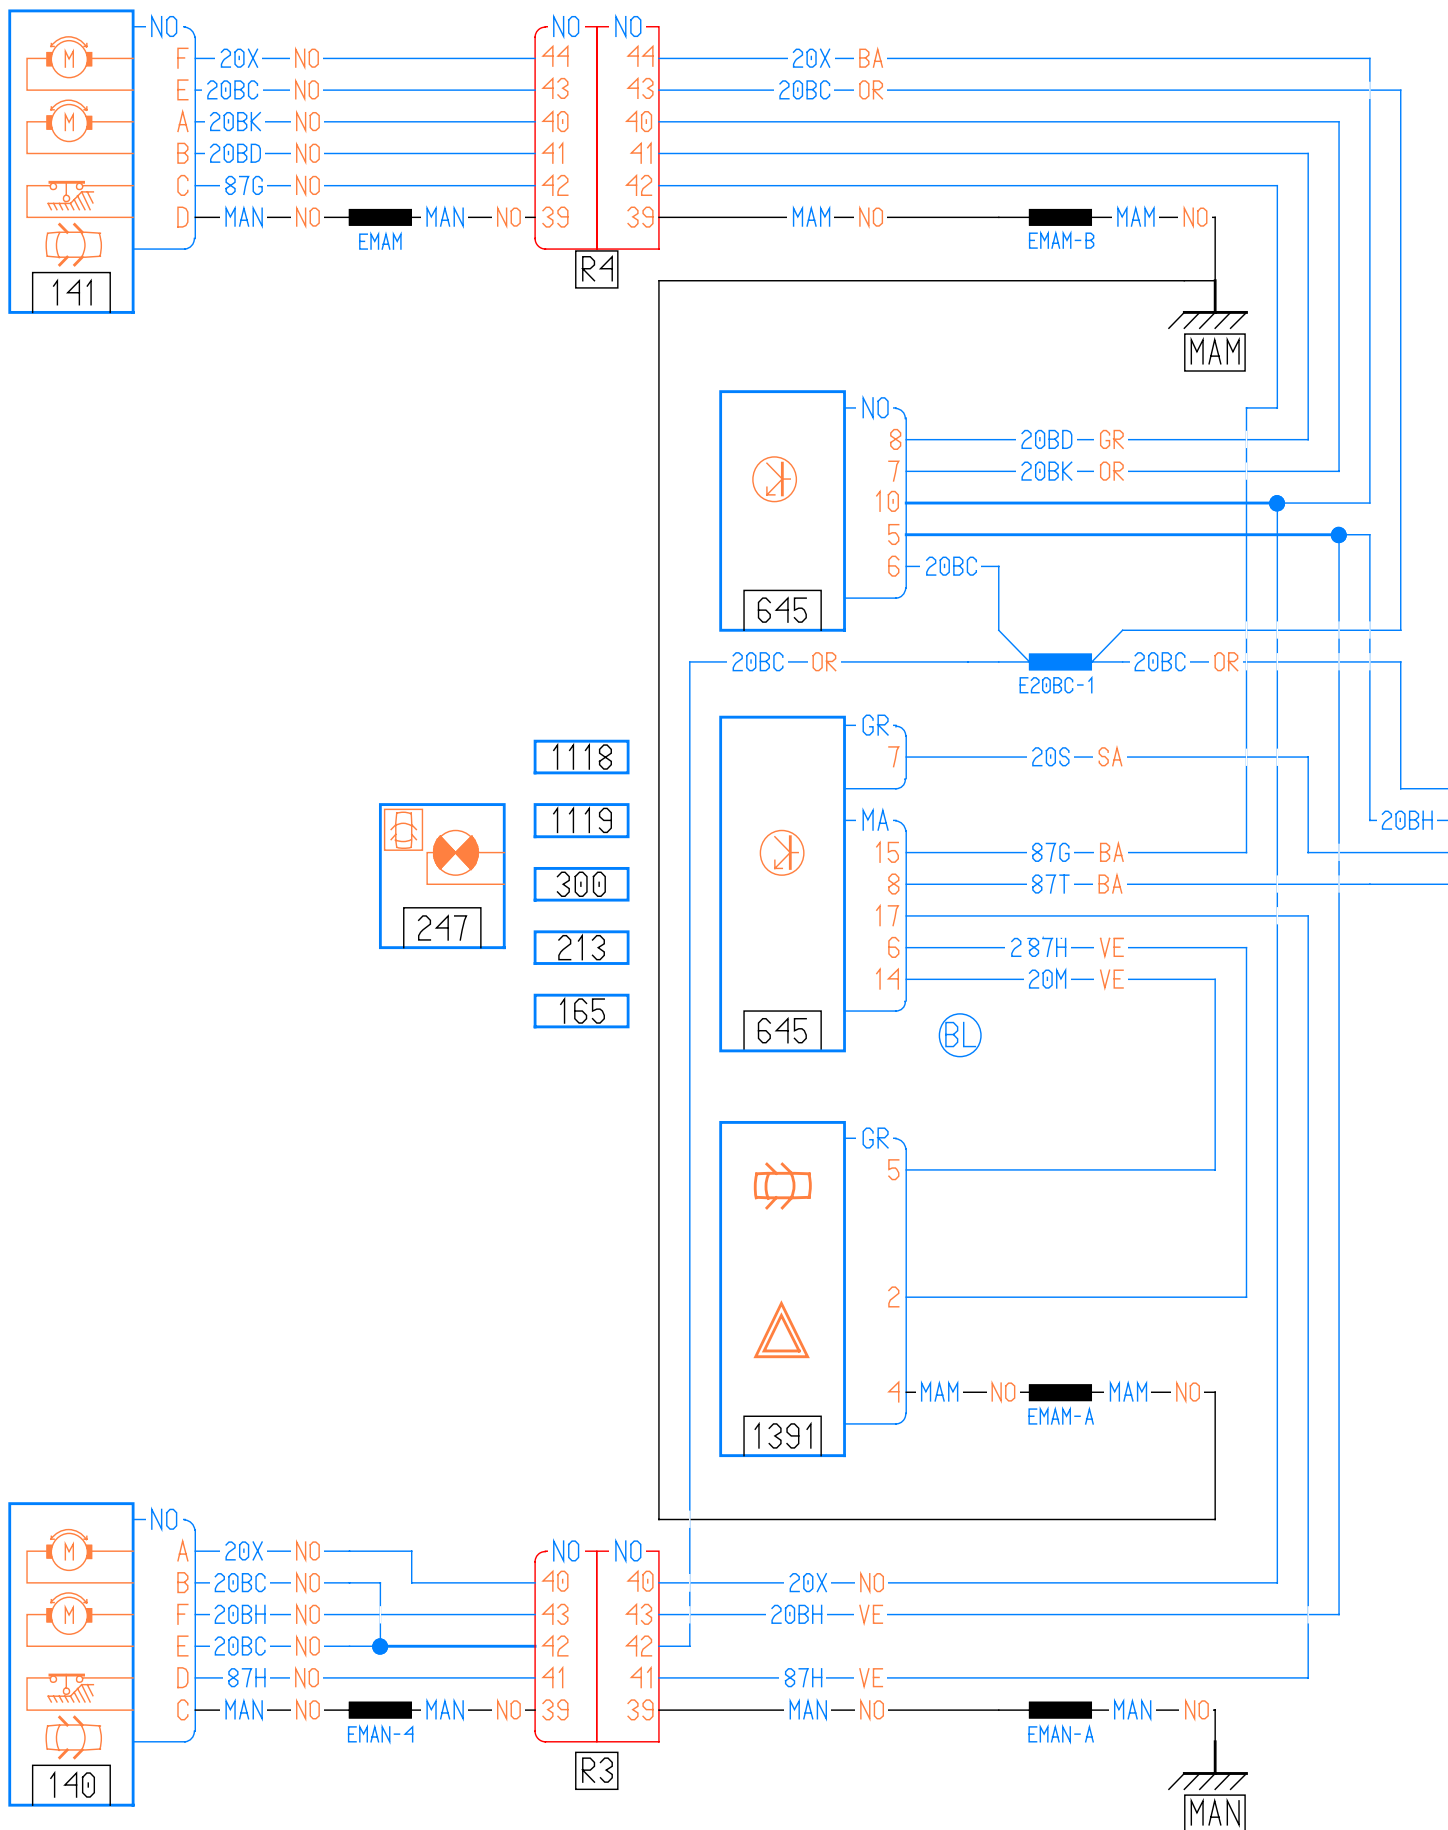 NO NO NO
M F 20X NO 44 44 20X BA
E 20BC NO 43 43 20BC OR
M A 20BK NO 40 40
B 20BD NO 41 41
C 87G NO 42 42
D MAN NO MAN NO 39 39 MAM NO MAM NO
EMAM EMAM-B
141 R4
MAM
NO
8 20BD GR
7 20BK OR
10
5
6 20BC
645
20BC OR 20BC OR
E20BC-1
GR
1118 7 20S SA
1119 MA 20BH
15 87G BA
300 8 87T BA
247 17
213 6 2 87H VE
14 20M VE
165 645 BL
GR
5
2
4 MAM NO MAM NO
EMAM-A
1391
NO NO NO
M A 20X NO
B 20BC NO 40 40 20X NO
M F 20BH NO 43 43 20BH VE
E 20BC NO 42 42
D 87H NO 41 41 87H VE
C MAN NO MAN NO 39 39 MAN NO MAN NO
EMAN-4 EMAN-A
140 R3
MAN